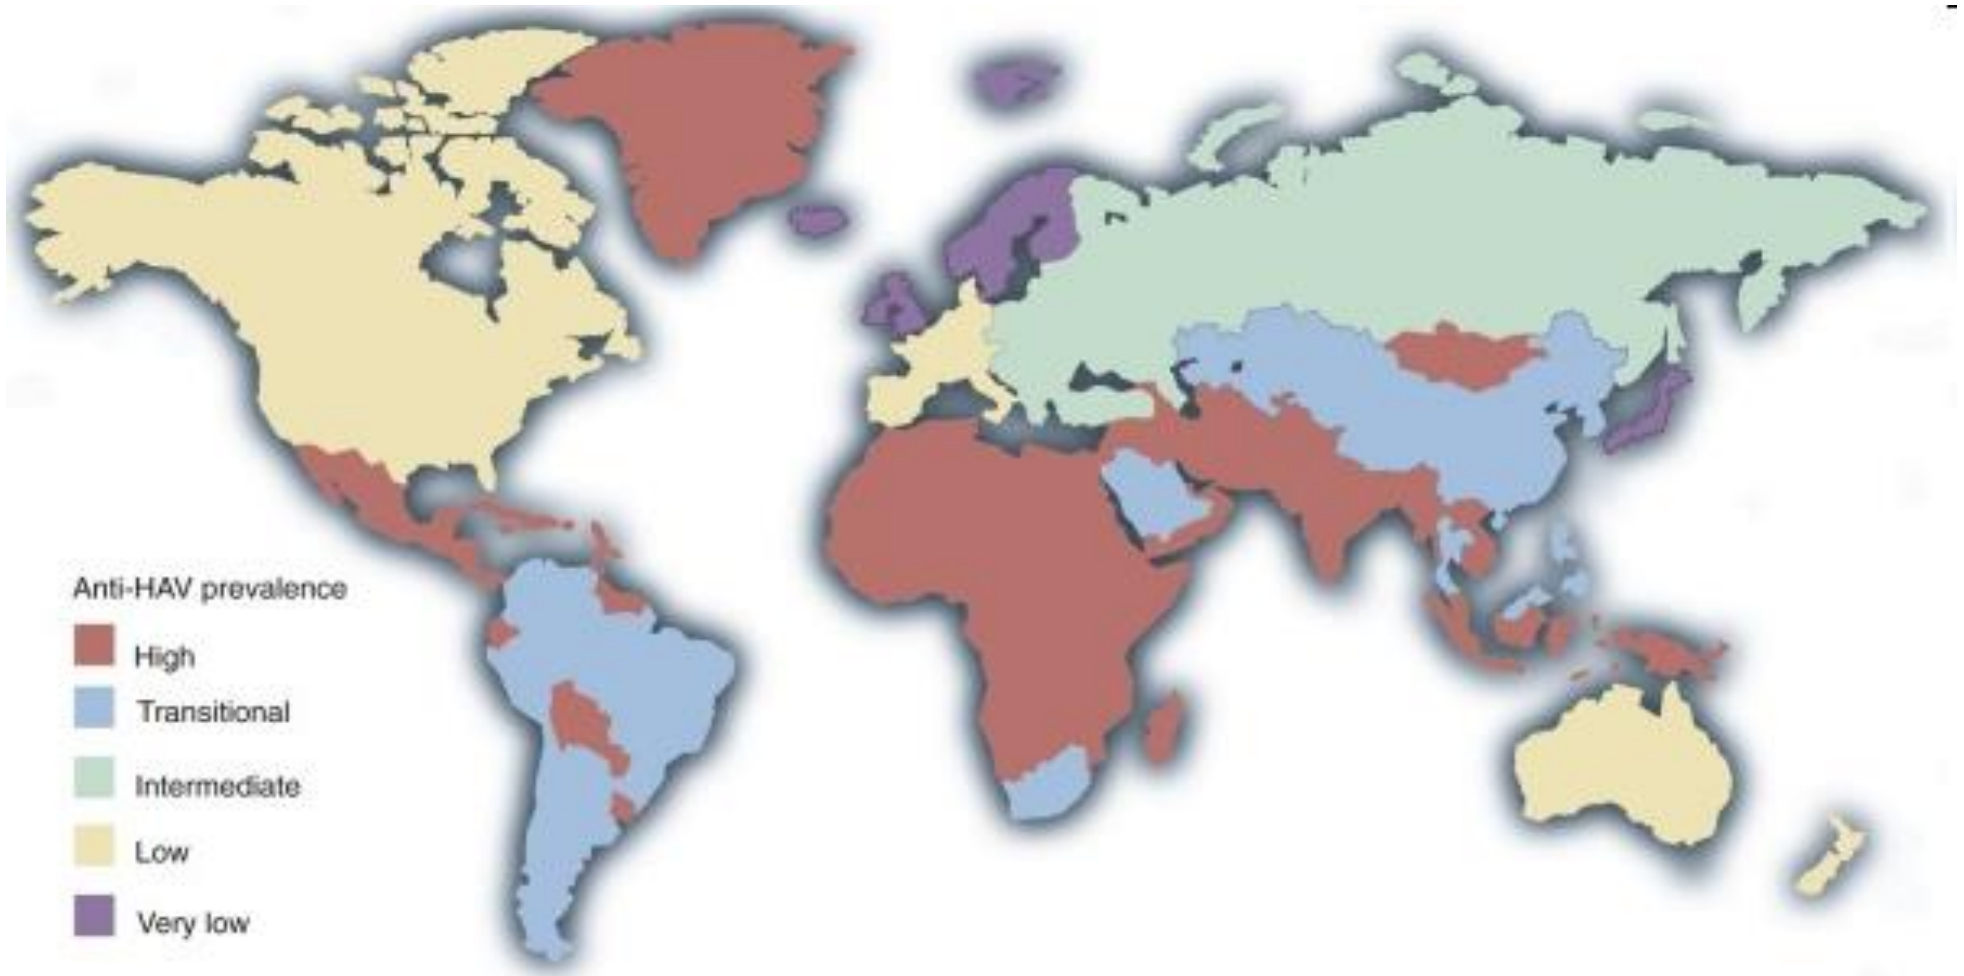 Anti-HAV prevalence
High
Transitional
Intermediate
Low
Very low